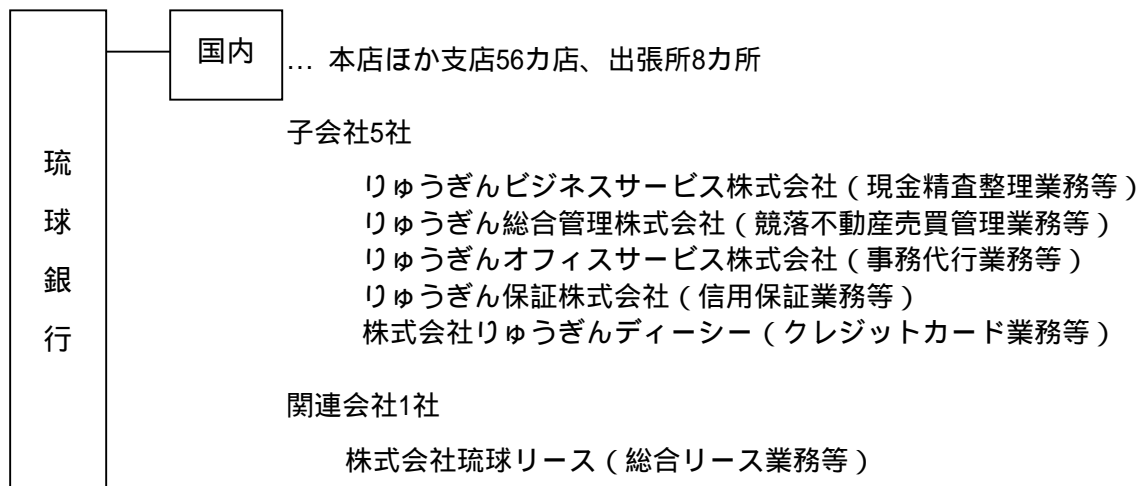 琉球銀行
国内
… 本店ほか支店56カ店、出張所8カ所
子会社5社
りゅうぎんビジネスサービス株式会社(現金精査整理業務等)
りゅうぎん総合管理株式会社(競落不動産売買管理業務等)
りゅうぎんオフィスサービス株式会社(事務代行業務等)
りゅうぎん保証株式会社(信用保証業務等)
株式会社りゅうぎんディーシー(クレジットカード業務等)
関連会社1社
株式会社琉球リース(総合リース業務等)